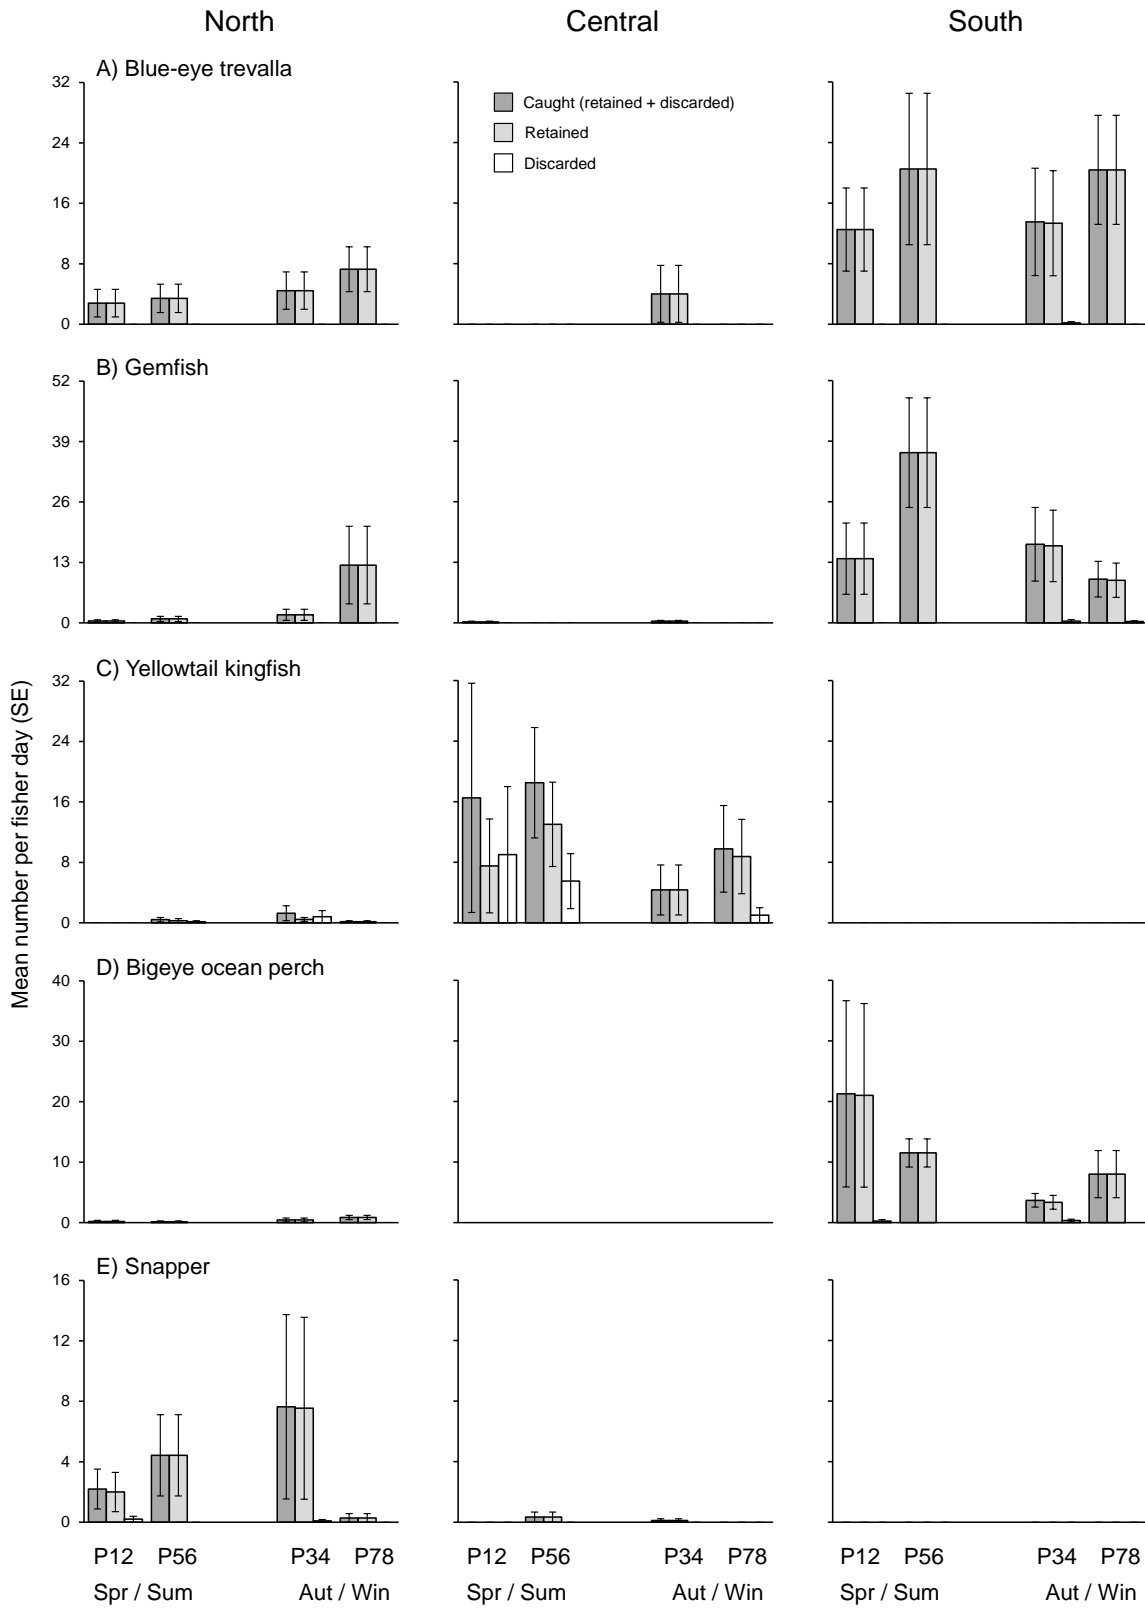 North Central South
A) Blue-eye trevalla
32
24
16
8
0
Caught (retained + discarded)
Retained
Discarded
B) Gemfish
52
39
26
13
0
Mean number per fisher day (SE)
C) Yellowtail kingfish
32
24
16
8
0
D) Bigeye ocean perch
40
30
20
10
0
E) Snapper
16
12
8
4
0
P12 P56 P34 P78 P12 P56 P34 P78 P12 P56 P34 P78
Spr / Sum Aut / Win Spr / Sum Aut / Win Spr / Sum Aut / Win